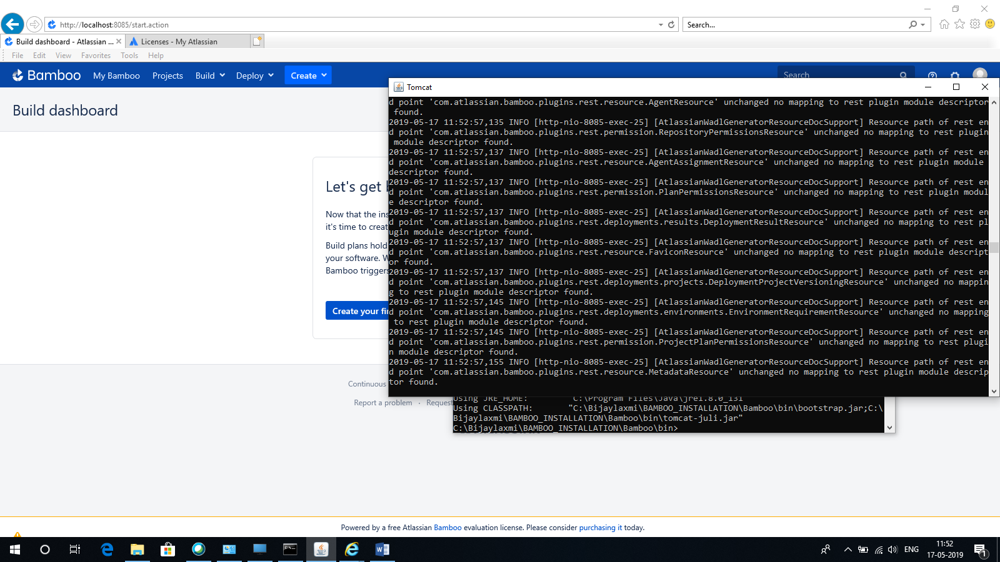 http://localhost:8085/start.action
Search...
Build dashboard - Atlassian ...
Licenses - My Atlassian
File Edit View Favorites Tools Help
Bamboo My Bamboo Projects Build Deploy Create Search
Build dashboard
Let's get
Now that the ins
it's time to creat
Build plans hold
your software. W
Bamboo triggers
Create your fir
Continuous
Report a problem · Request
Tomcat
d point 'com.atlassian.bamboo.plugins.rest.resource.AgentResource' unchanged no mapping to rest plugin module descriptor
found.
2019-05-17 11:52:57,135 INFO [http-nio-8085-exec-25] [AtlassianWadlGeneratorResourceDocSupport] Resource path of rest en
d point 'com.atlassian.bamboo.plugins.rest.permission.RepositoryPermissionsResource' unchanged no mapping to rest plugin
module descriptor found.
2019-05-17 11:52:57,137 INFO [http-nio-8085-exec-25] [AtlassianWadlGeneratorResourceDocSupport] Resource path of rest en
d point 'com.atlassian.bamboo.plugins.rest.resource.AgentAssignmentResource' unchanged no mapping to rest plugin module
descriptor found.
2019-05-17 11:52:57,137 INFO [http-nio-8085-exec-25] [AtlassianWadlGeneratorResourceDocSupport] Resource path of rest en
d point 'com.atlassian.bamboo.plugins.rest.permission.PlanPermissionsResource' unchanged no mapping to rest plugin modul
e descriptor found.
2019-05-17 11:52:57,137 INFO [http-nio-8085-exec-25] [AtlassianWadlGeneratorResourceDocSupport] Resource path of rest en
d point 'com.atlassian.bamboo.plugins.rest.deployments.results.DeploymentResultResource' unchanged no mapping to rest pl
ugin module descriptor found.
2019-05-17 11:52:57,137 INFO [http-nio-8085-exec-25] [AtlassianWadlGeneratorResourceDocSupport] Resource path of rest en
d point 'com.atlassian.bamboo.plugins.rest.resource.FaviconResource' unchanged no mapping to rest plugin module descript
or found.
2019-05-17 11:52:57,137 INFO [http-nio-8085-exec-25] [AtlassianWadlGeneratorResourceDocSupport] Resource path of rest en
d point 'com.atlassian.bamboo.plugins.rest.deployments.projects.DeploymentProjectVersioningResource' unchanged no mappin
g to rest plugin module descriptor found.
2019-05-17 11:52:57,145 INFO [http-nio-8085-exec-25] [AtlassianWadlGeneratorResourceDocSupport] Resource path of rest en
d point 'com.atlassian.bamboo.plugins.rest.deployments.environments.EnvironmentRequirementResource' unchanged no mapping
to rest plugin module descriptor found.
2019-05-17 11:52:57,145 INFO [http-nio-8085-exec-25] [AtlassianWadlGeneratorResourceDocSupport] Resource path of rest en
d point 'com.atlassian.bamboo.plugins.rest.permission.ProjectPlanPermissionsResource' unchanged no mapping to rest plugi
n module descriptor found.
2019-05-17 11:52:57,155 INFO [http-nio-8085-exec-25] [AtlassianWadlGeneratorResourceDocSupport] Resource path of rest en
d point 'com.atlassian.bamboo.plugins.rest.resource.MetadataResource' unchanged no mapping to rest plugin module descrip
tor found.
Using JRE_HOME: "C:\Program Files\Java\jre1.8.0_131"
Using CLASSPATH: "C:\Bijaylaxmi\BAMBOO_INSTALLATION\Bamboo\bin\bootstrap.jar;C:\
Bijaylaxmi\BAMBOO_INSTALLATION\Bamboo\bin\tomcat-juli.jar"
C:\Bijaylaxmi\BAMBOO_INSTALLATION\Bamboo\bin>
Powered by a free Atlassian Bamboo evaluation license. Please consider purchasing it today.
ENG
11:52
17-05-2019
1